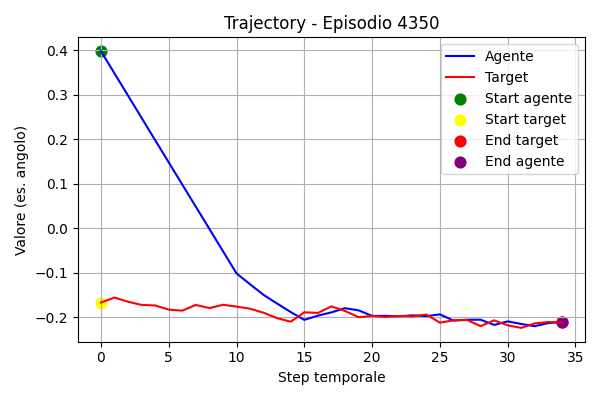 Trajectory - Episodio 4350
Valore (es. angolo)
0.4
0.3
0.2
0.1
0.0
−0.1
−0.2
0
5
10
15
20
25
30
35
Step temporale
Agente
Target
Start agente
Start target
End target
End agente